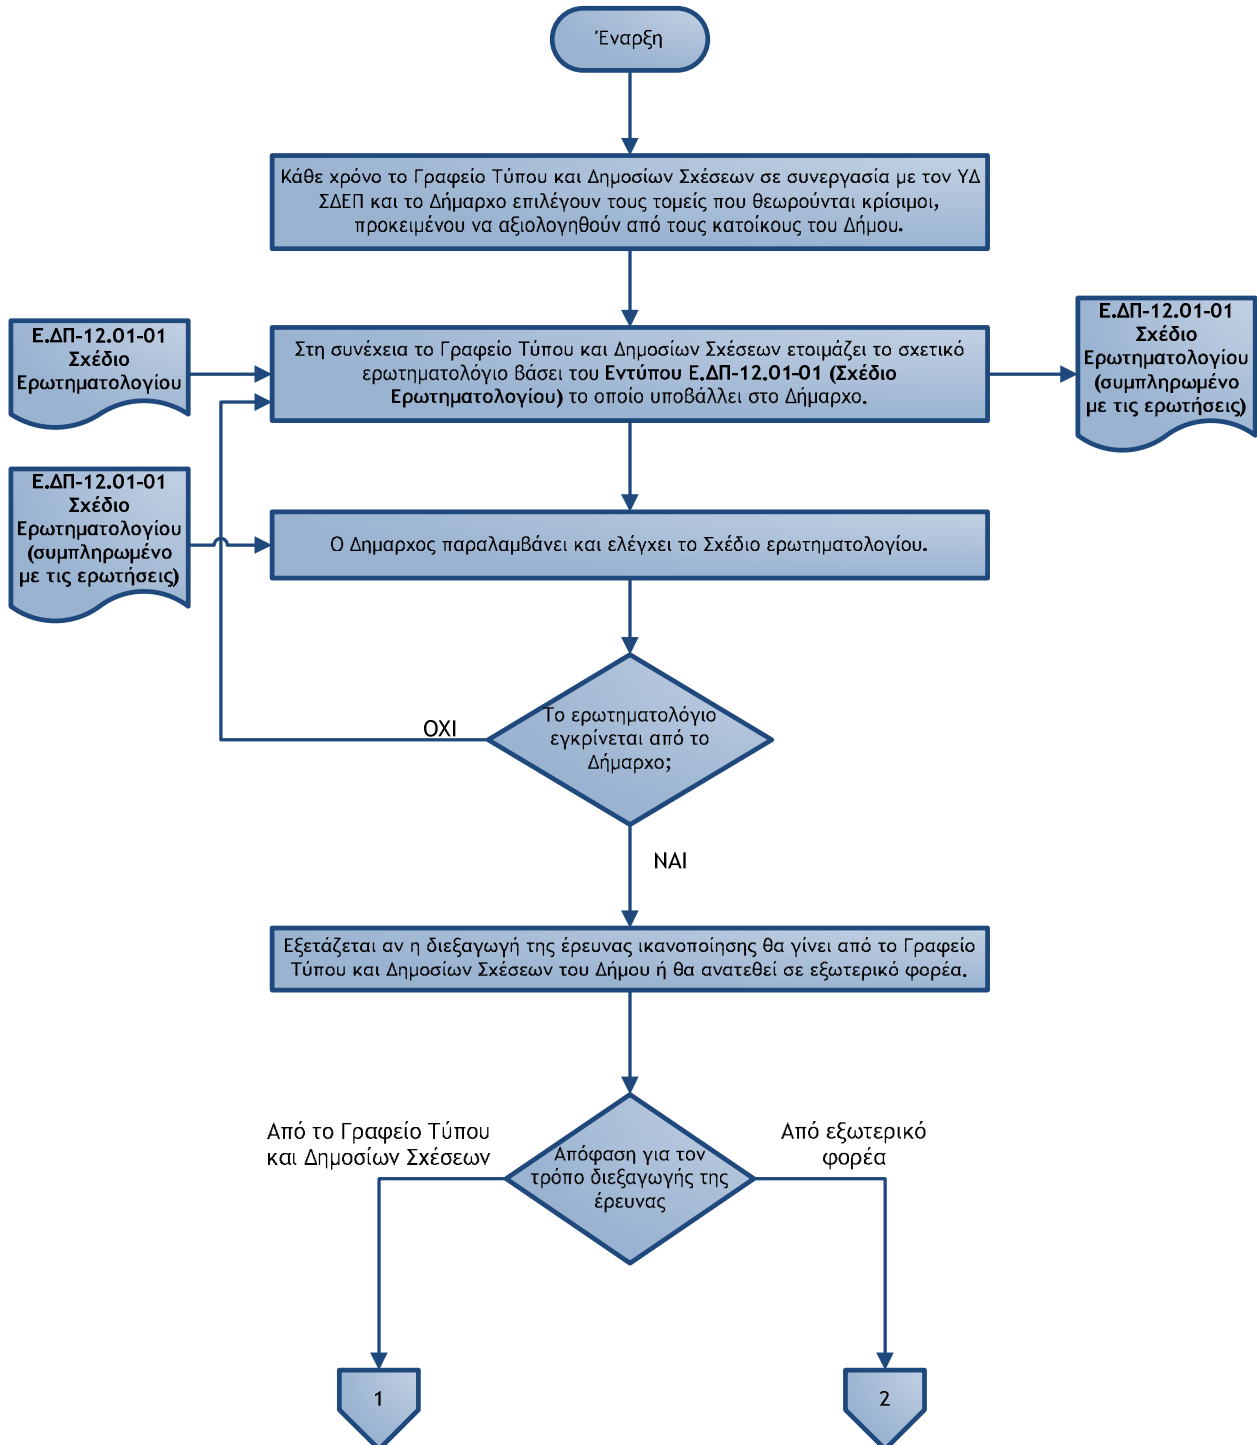 Έναρξη
Κάθε χρόνο το Γραφείο Τύπου και Δημοσίων Σχέσεων σε συνεργασία με τον ΥΔ
ΣΔΕΠ και το Δήμαρχο επιλέγουν τους τομείς που θεωρούνται κρίσιμοι,
προκειμένου να αξιολογηθούν από τους κατοίκους του Δήμου.
Ε.ΔΠ-12.01-01
Σχέδιο
Ερωτηματολογίου
Στη συνέχεια το Γραφείο Τύπου και Δημοσίων Σχέσεων ετοιμάζει το σχετικό
ερωτηματολόγιο βάσει του Εντύπου Ε.ΔΠ-12.01-01 (Σχέδιο
Ερωτηματολογίου) το οποίο υποβάλλει στο Δήμαρχο.
Ε.ΔΠ-12.01-01
Σχέδιο
Ερωτηματολογίου
(συμπληρωμένο
με τις ερωτήσεις)
Ε.ΔΠ-12.01-01
Σχέδιο
Ερωτηματολογίου
(συμπληρωμένο
με τις ερωτήσεις)
Ο Δημαρχος παραλαμβάνει και ελέγχει το Σχέδιο ερωτηματολογίου.
Το ερωτηματολόγιο
εγκρίνεται από το
Δήμαρχο;
ΟΧΙ
ΝΑΙ
Εξετάζεται αν η διεξαγωγή της έρευνας ικανοποίησης θα γίνει από το Γραφείο
Τύπου και Δημοσίων Σχέσεων του Δήμου ή θα ανατεθεί σε εξωτερικό φορέα.
Από το Γραφείο Τύπου
και Δημοσίων Σχέσεων
Απόφαση για τον
τρόπο διεξαγωγής της
έρευνας
Από εξωτερικό
φορέα
1
2